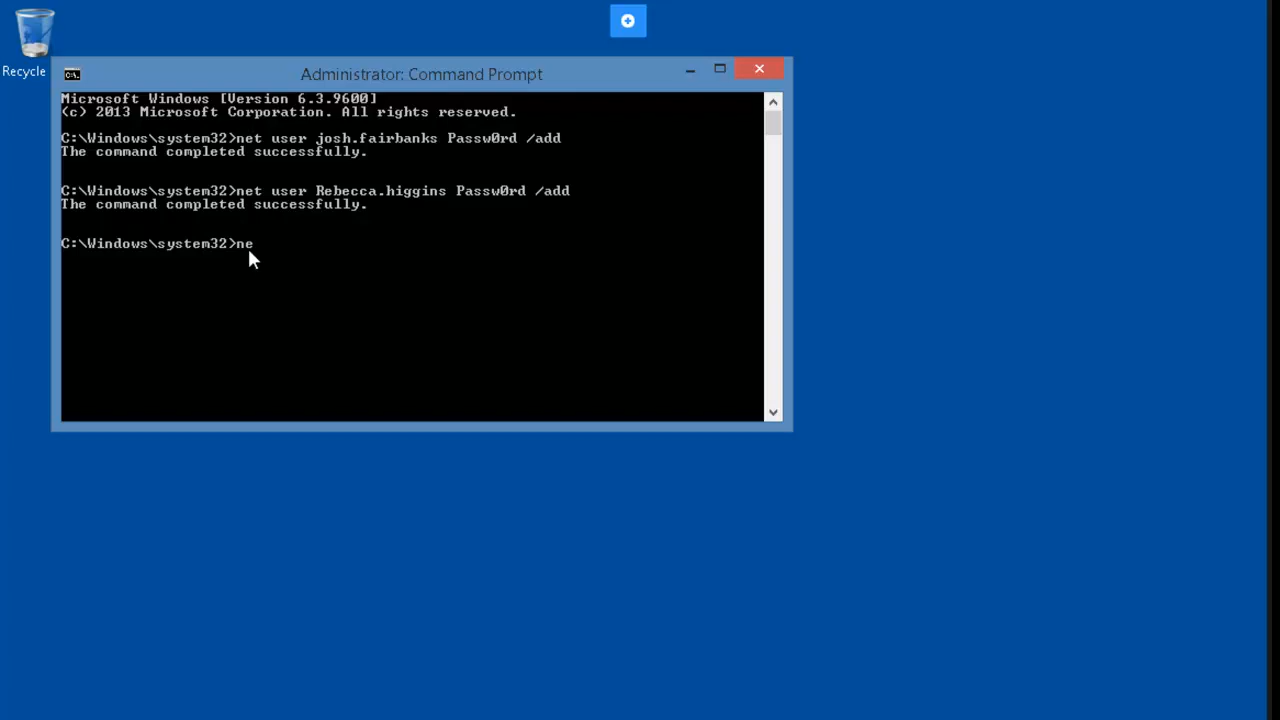 Recycle
Administrator: Command Prompt
Microsoft Windows [Version 6.3.9600]
(c) 2013 Microsoft Corporation. All rights reserved.
C:\Windows\system32>net user josh.fairbanks Passw0rd /add
The command completed successfully.
C:\Windows\system32>net user Rebecca.higgins Passw0rd /add
The command completed successfully.
C:\Windows\system32>ne